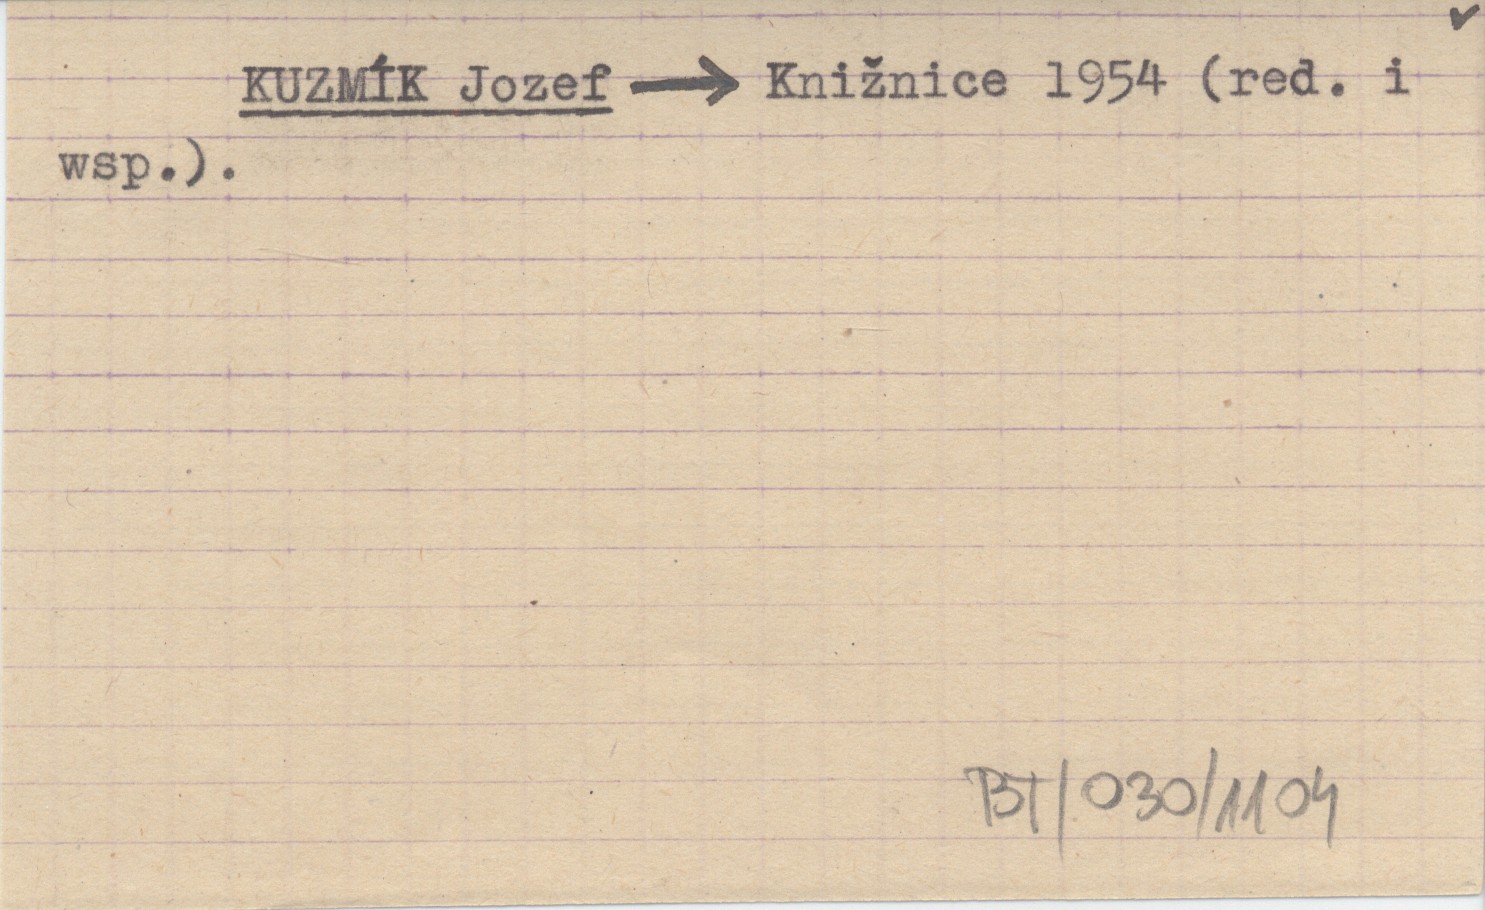 KUZMÍK Jozef → Knižnice 1954 (red. i
wsp.).
BT/030/1104